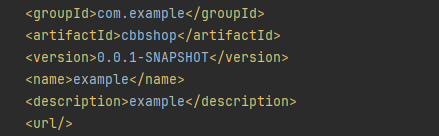 <groupId>com.example</groupId>
<artifactId>cbbshop</artifactId>
<version>0.0.1-SNAPSHOT</version>
<name>example</name>
<description>example</description>
<url/>